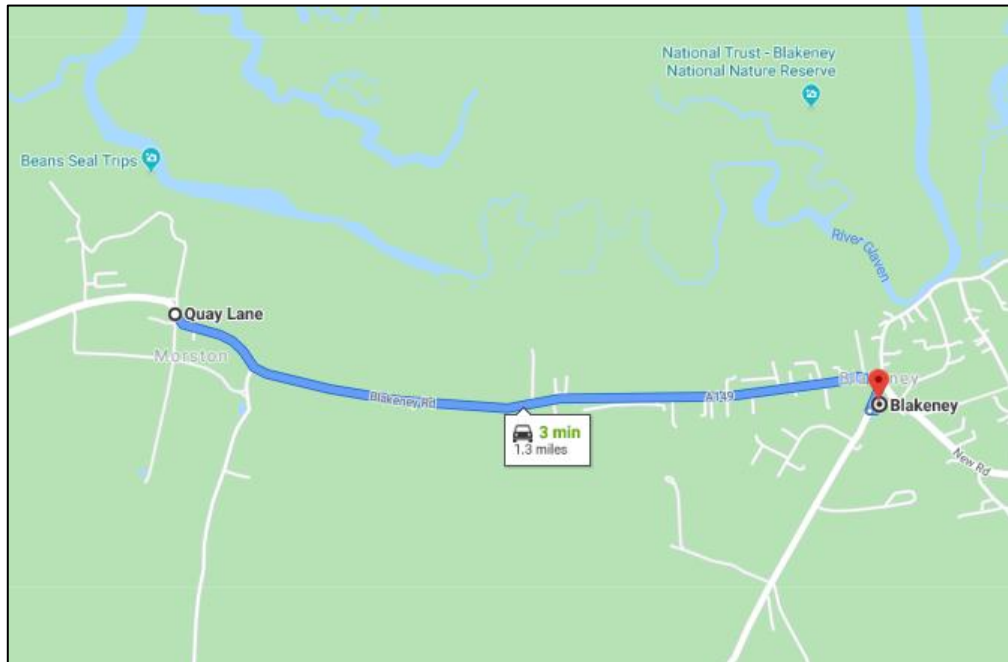 National Trust - Blakeney
National Nature Reserve
Beans Seal Trips
River Glaven
Quay Lane
Morston
Blakeney
Blakeney Rd
A149
Blakeney
3 min
1.3 miles
New Rd